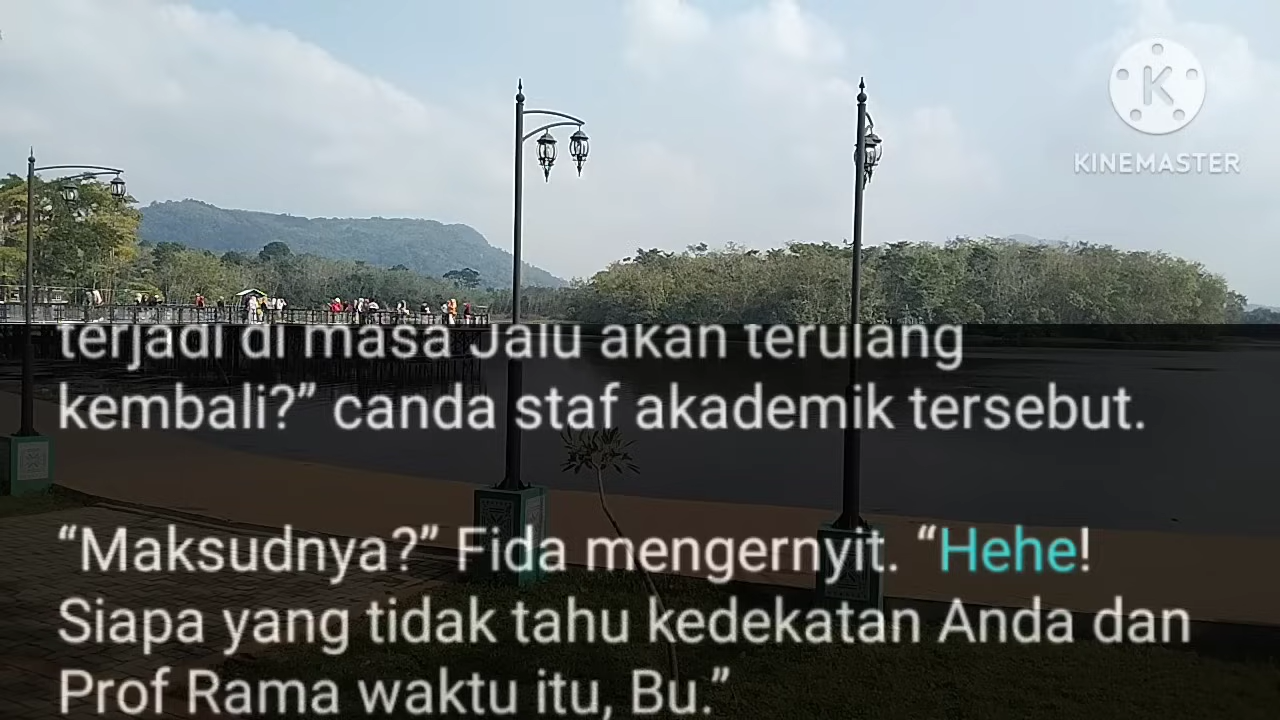 KINEMASTER
terjadi di masa Jalu akan terulang
kembali?” canda staf akademik tersebut.
“Maksudnya?” Fida mengernyit. “Hehe!
Siapa yang tidak tahu kedekatan Anda dan
Prof Rama waktu itu, Bu.”